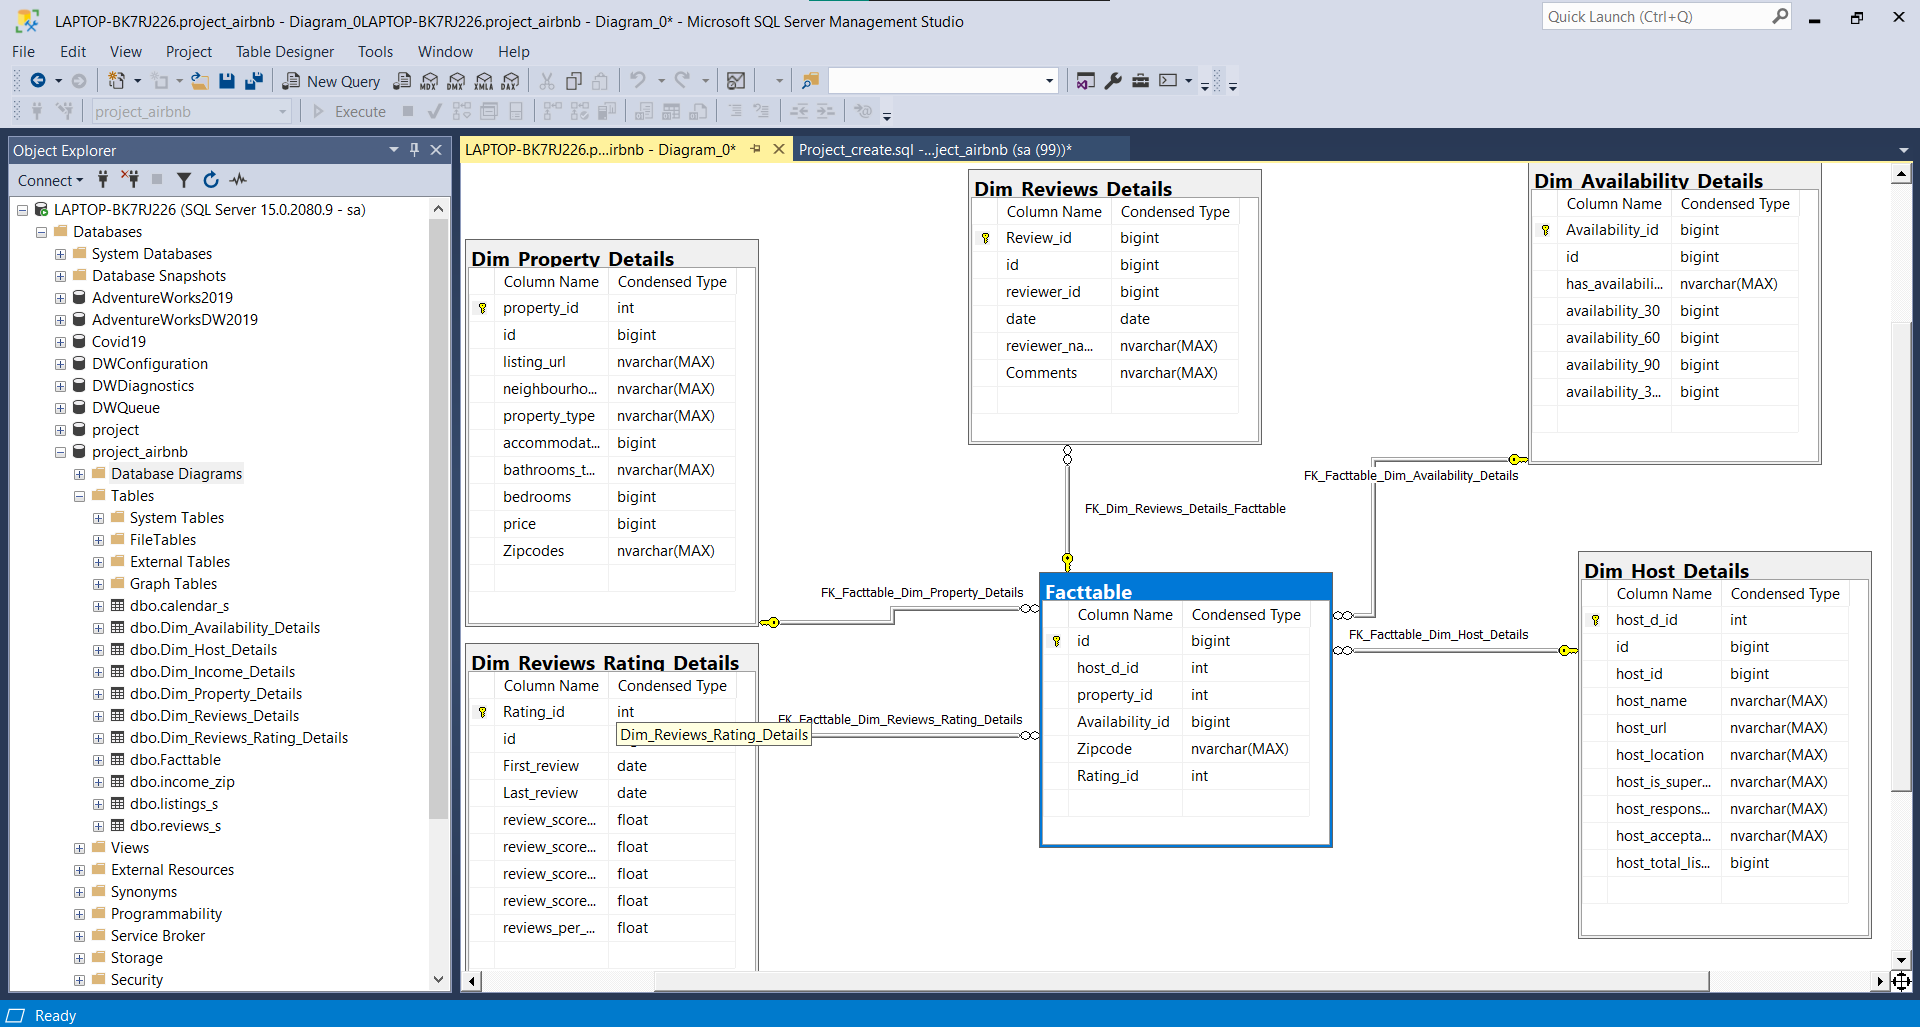 LAPTOP-BK7RJ226.project_airbnb - Diagram_0LAPTOP-BK7RJ226.project_airbnb - Diagram_0* - Microsoft SQL Server Management Studio
Quick Launch (Ctrl+Q)
File Edit View Project Table Designer Tools Window Help
New Query MDX DMX XMLA DAX
project_airbnb Execute
Object Explorer
Connect
LAPTOP-BK7RJ226 (SQL Server 15.0.2080.9 - sa)
Databases
System Databases
Database Snapshots
AdventureWorks2019
AdventureWorksDW2019
Covid19
DWConfiguration
DWDiagnostics
DWQueue
project
project_airbnb
Database Diagrams
Tables
System Tables
FileTables
External Tables
Graph Tables
dbo.calendar_s
dbo.Dim_Availability_Details
dbo.Dim_Host_Details
dbo.Dim_Income_Details
dbo.Dim_Property_Details
dbo.Dim_Reviews_Details
dbo.Dim_Reviews_Rating_Details
dbo.Facttable
dbo.income_zip
dbo.listings_s
dbo.reviews_s
Views
External Resources
Synonyms
Programmability
Service Broker
Storage
Security
LAPTOP-BK7RJ226.p...irbnb - Diagram_0*
Project_create.sql -...ject_airbnb (sa (99))*
Dim_Property_Details
Column Name Condensed Type
property_id int
id bigint
listing_url nvarchar(MAX)
neighbourho... nvarchar(MAX)
property_type nvarchar(MAX)
accommodat... bigint
bathrooms_t... nvarchar(MAX)
bedrooms bigint
price bigint
Zipcodes nvarchar(MAX)
Dim_Reviews_Rating_Details
Column Name Condensed Type
Rating_id int
id
Dim_Reviews_Rating_Details
First_review date
Last_review date
review_score... float
review_score... float
review_score... float
review_score... float
reviews_per_... float
Dim_Reviews_Details
Column Name Condensed Type
Review_id bigint
id bigint
reviewer_id bigint
date date
reviewer_na... nvarchar(MAX)
Comments nvarchar(MAX)
FK_Dim_Reviews_Details_Facttable
FK_Facttable_Dim_Property_Details
FK_Facttable_Dim_Reviews_Rating_Details
Facttable
Column Name Condensed Type
id bigint
host_d_id int
property_id int
Availability_id bigint
Zipcode nvarchar(MAX)
Rating_id int
Dim_Availability_Details
Column Name Condensed Type
Availability_id bigint
id bigint
has_availabili... nvarchar(MAX)
availability_30 bigint
availability_60 bigint
availability_90 bigint
availability_3... bigint
FK_Facttable_Dim_Availability_Details
FK_Facttable_Dim_Host_Details
Dim_Host_Details
Column Name Condensed Type
host_d_id int
id bigint
host_id bigint
host_name nvarchar(MAX)
host_url nvarchar(MAX)
host_location nvarchar(MAX)
host_is_super... nvarchar(MAX)
host_respons... nvarchar(MAX)
host_accepta... nvarchar(MAX)
host_total_lis... bigint
Ready